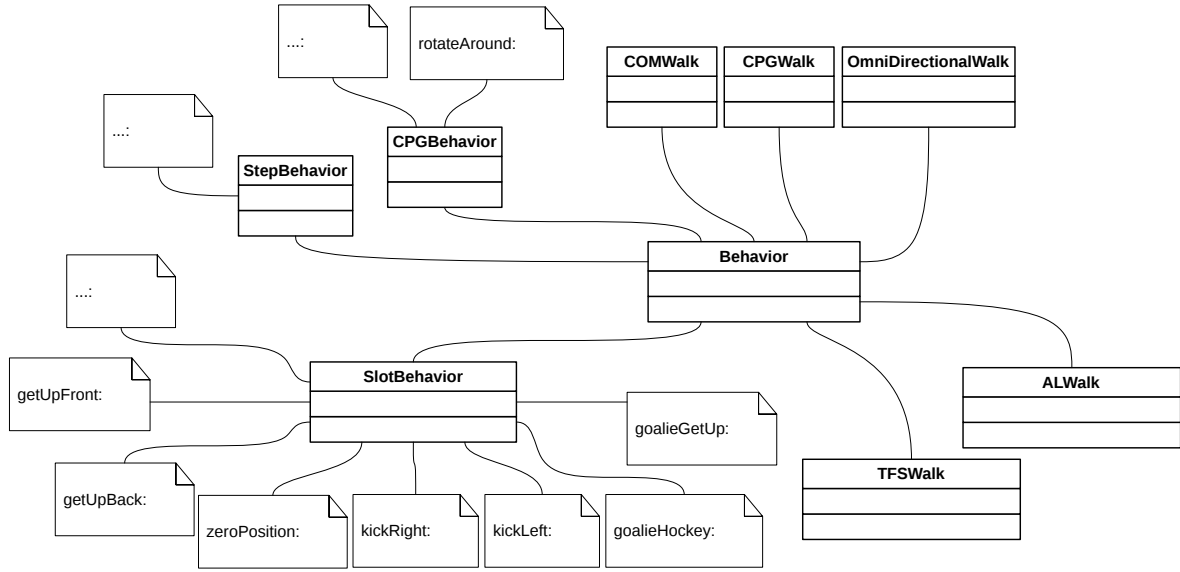 ...:
rotateAround:
COMWalk
CPGWalk
OmniDirectionalWalk
...:
CPGBehavior
StepBehavior
Behavior
...:
SlotBehavior
ALWalk
getUpFront:
goalieGetUp:
TFSWalk
getUpBack:
zeroPosition:
kickRight:
kickLeft:
goalieHockey: